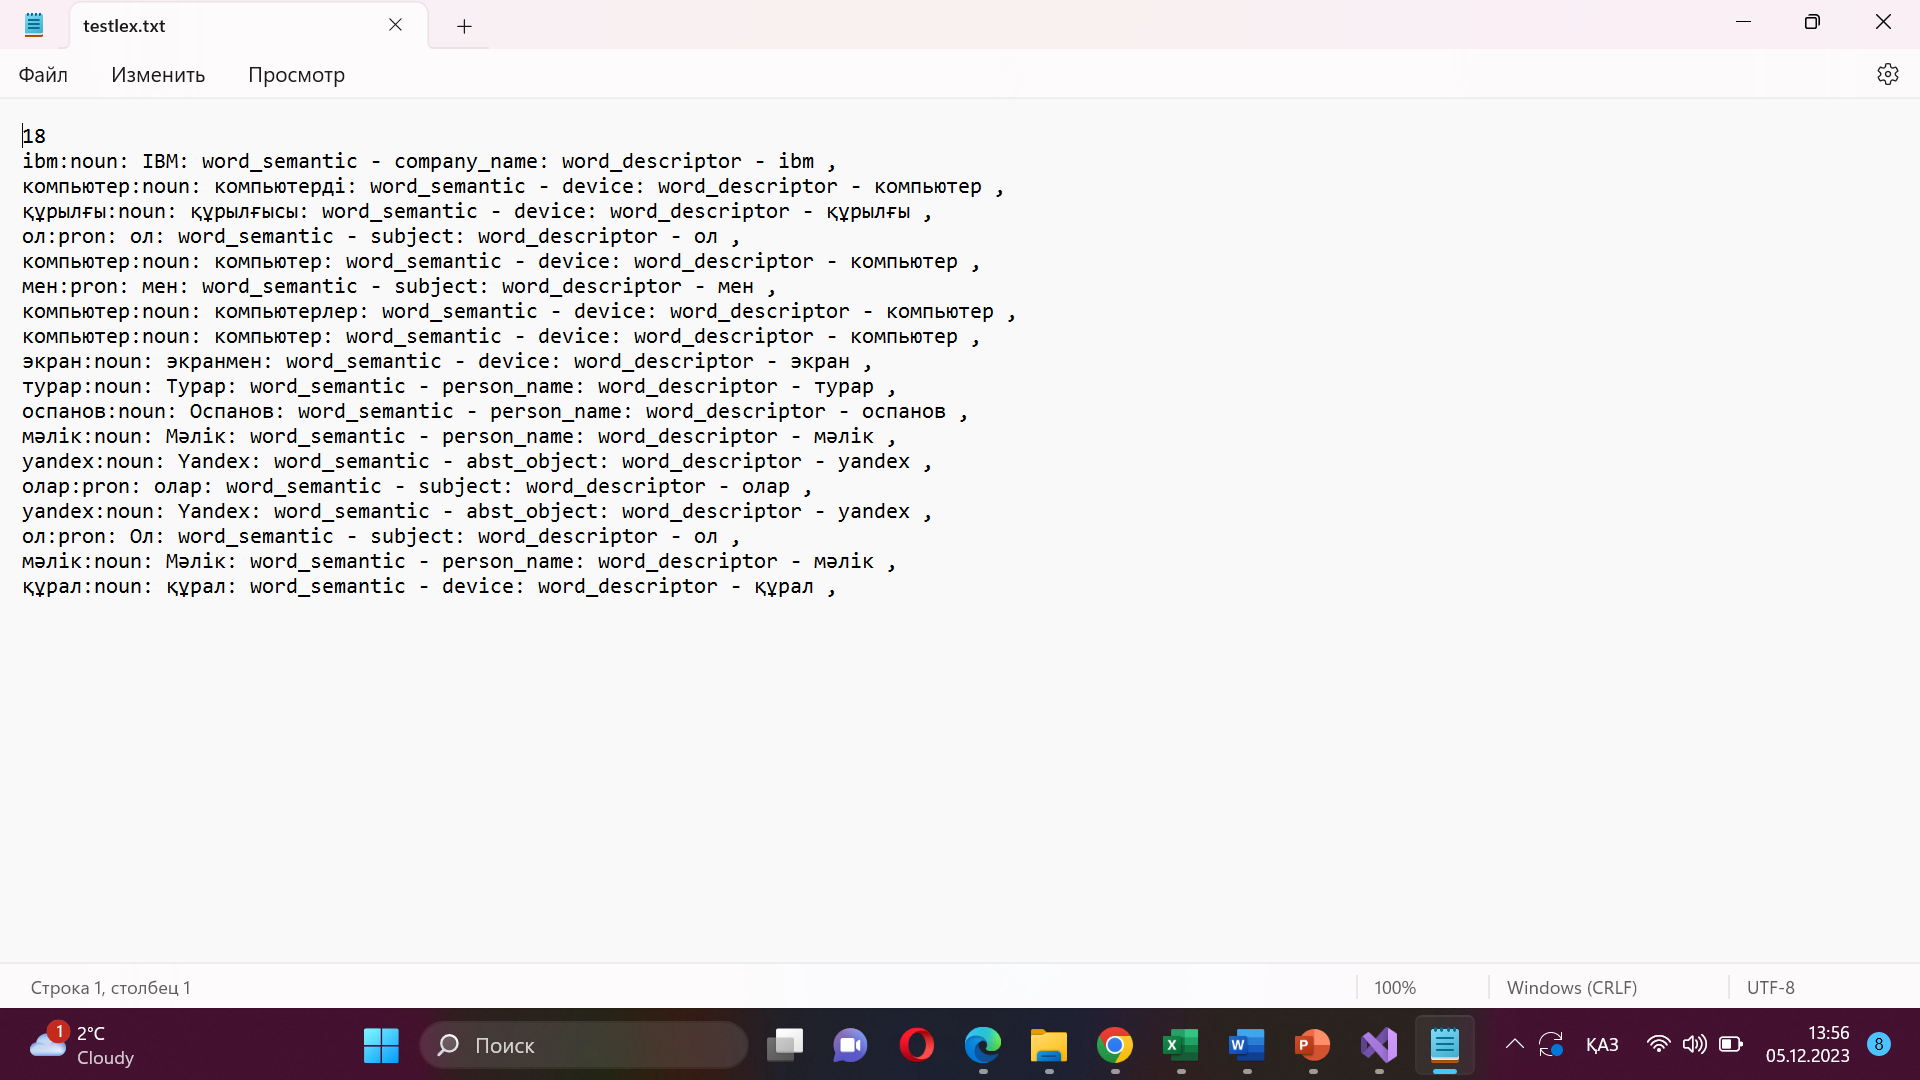 testlex.txt
Файл Изменить Просмотр
18
ibm:noun: IBM: word_semantic - company_name: word_descriptor - ibm ,
компьютер:noun: компьютерді: word_semantic - device: word_descriptor - компьютер ,
құрылғы:noun: құрылғысы: word_semantic - device: word_descriptor - құрылғы ,
ол:pron: ол: word_semantic - subject: word_descriptor - ол ,
компьютер:noun: компьютер: word_semantic - device: word_descriptor - компьютер ,
мен:pron: мен: word_semantic - subject: word_descriptor - мен ,
компьютер:noun: компьютерлер: word_semantic - device: word_descriptor - компьютер ,
компьютер:noun: компьютер: word_semantic - device: word_descriptor - компьютер ,
экран:noun: экранмен: word_semantic - device: word_descriptor - экран ,
турар:noun: Турар: word_semantic - person_name: word_descriptor - турар ,
оспанов:noun: Оспанов: word_semantic - person_name: word_descriptor - оспанов ,
мәлік:noun: Мәлік: word_semantic - person_name: word_descriptor - мәлік ,
yandex:noun: Yandex: word_semantic - abst_object: word_descriptor - yandex ,
олар:pron: олар: word_semantic - subject: word_descriptor - олар ,
yandex:noun: Yandex: word_semantic - abst_object: word_descriptor - yandex ,
ол:pron: Ол: word_semantic - subject: word_descriptor - ол ,
мәлік:noun: Мәлік: word_semantic - person_name: word_descriptor - мәлік ,
құрал:noun: құрал: word_semantic - device: word_descriptor - құрал ,
Строка 1, столбец 1 100% Windows (CRLF) UTF-8
1 2°C Поиск ҚАЗ 13:56 8
Cloudy 05.12.2023